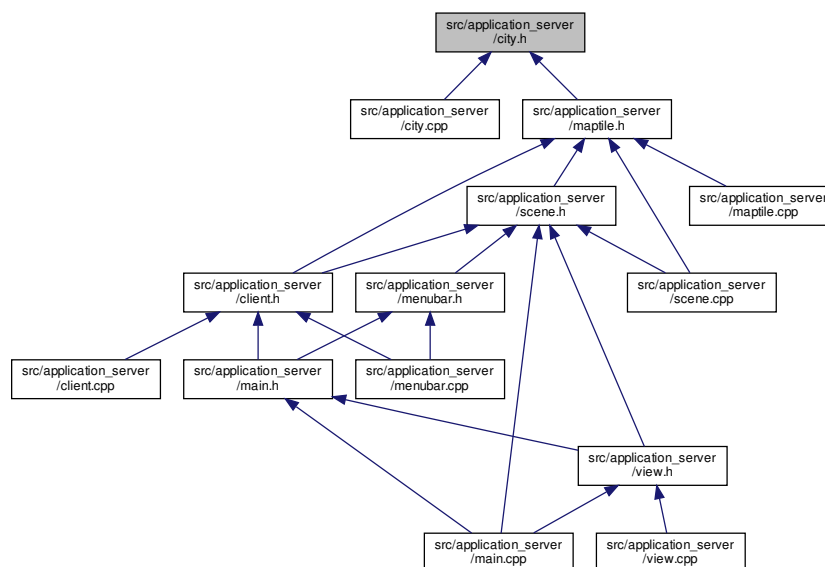 src/application_server
/city.h
src/application_server
/city.cpp
src/application_server
/maptile.h
src/application_server
/scene.h
src/application_server
/maptile.cpp
src/application_server
/client.h
src/application_server
/menubar.h
src/application_server
/scene.cpp
src/application_server
/client.cpp
src/application_server
/main.h
src/application_server
/menubar.cpp
src/application_server
/view.h
src/application_server
/main.cpp
src/application_server
/view.cpp